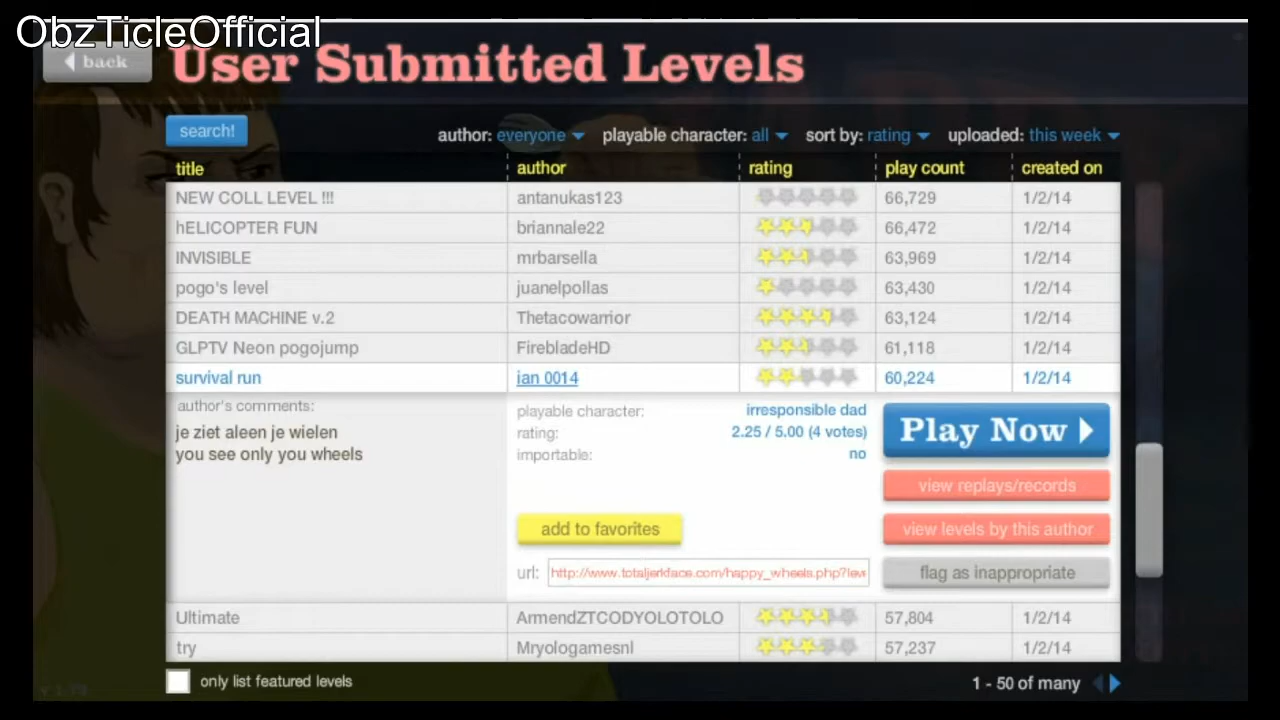 ObzTicleOfficial
back
User Submitted Levels
search!
author: everyone playable character: all sort by: rating uploaded: this week
title author rating play count created on
NEW COLL LEVEL !!! antanukas123 66,729 1/2/14
hELICOPTER FUN briannale22 66,472 1/2/14
INVISIBLE mrbarsella 63,969 1/2/14
pogo's level juanelpollas 63,430 1/2/14
DEATH MACHINE v.2 Thetacowarrior 63,124 1/2/14
GLPTV Neon pogojump FirebladeHD 61,118 1/2/14
survival run ian 0014 60,224 1/2/14
author's comments:
je ziet aleen je wielen
you see only you wheels
playable character: irresponsible dad
rating: 2.25 / 5.00 (4 votes)
importable: no
add to favorites
url: http://www.totaljerkface.com/happy_wheels.php?leve
Play Now
view replays/records
view levels by this author
flag as inappropriate
Ultimate ArmendZTCODYOLOTOLO 57,804 1/2/14
try Mryologamesnl 57,237 1/2/14
only list featured levels
1 - 50 of many